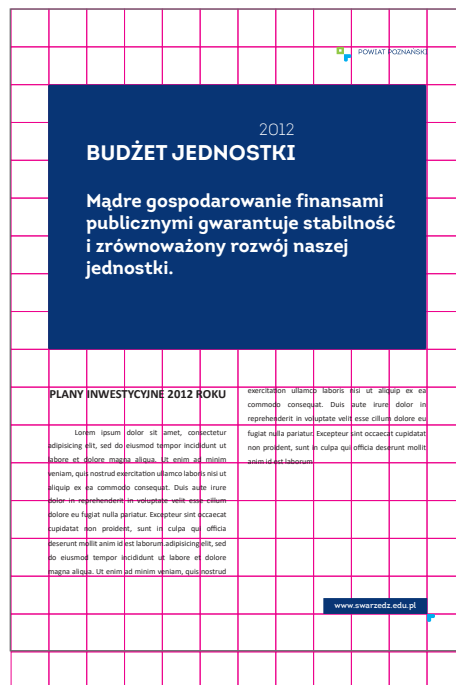 POWIAT POZNAŃSKI
2012
BUDŻET JEDNOSTKI
Mądre gospodarowanie finansami
publicznymi gwarantuje stabilność
i zrównoważony rozwój naszej
jednostki.
PLANY INWESTYCYJNE 2012 ROKU
Lorem ipsum dolor sit amet, consectetur
adipisicing elit, sed do eiusmod tempor incididunt ut
labore et dolore magna aliqua. Ut enim ad minim
veniam, quis nostrud exercitation ullamco laboris nisi ut
aliquip ex ea commodo consequat. Duis aute irure
dolor in reprehenderit in voluptate velit esse cillum
dolore eu fugiat nulla pariatur. Excepteur sint occaecat
cupidatat non proident, sunt in culpa qui officia
deserunt mollit anim id est laborum.adipisicing elit, sed
do eiusmod tempor incididunt ut labore et dolore
magna aliqua. Ut enim ad minim veniam, quis nostrud
exercitation ullamco laboris nisi ut aliquip ex ea
commodo consequat. Duis aute irure dolor in
reprehenderit in voluptate velit esse cillum dolore eu
fugiat nulla pariatur. Excepteur sint occaecat cupidatat
non proident, sunt in culpa qui officia deserunt mollit
anim id est laborum
www.swarzedz.edu.pl